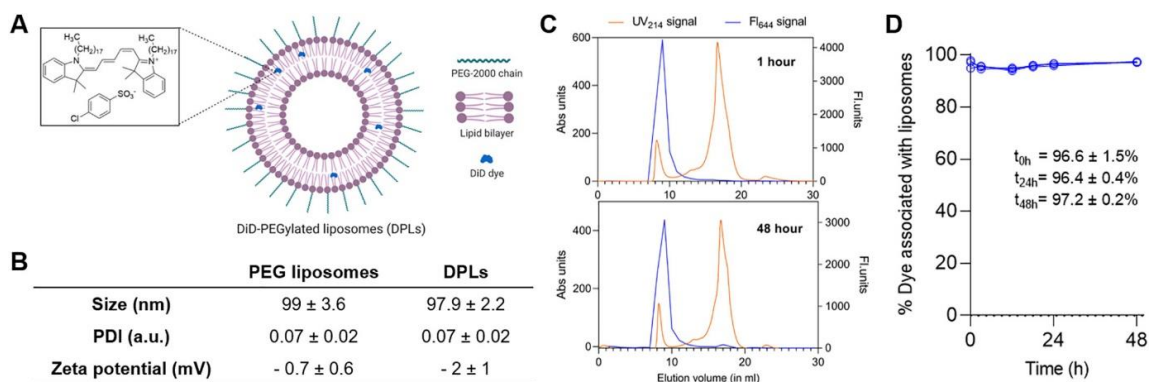 A
H₃C
(CH₂)₁₇
H₃C
(CH₂)₁₇
N
N⁺
SO₃⁻
Cl
PEG-2000 chain
Lipid bilayer
DiD dye
DiD-PEGylated liposomes (DPLs)
B
PEG liposomes DPLs
Size (nm) 99 ± 3.6 97.9 ± 2.2
PDI (a.u.) 0.07 ± 0.02 0.07 ± 0.02
Zeta potential (mV) - 0.7 ± 0.6 - 2 ± 1
C
UV₂₁₄ signal Fl₆₄₄ signal
1 hour
Abs units
600
400
200
0
Fl.units
4000
3000
2000
1000
0
0 10 20 30
48 hour
Abs units
400
200
0
Fl.units
3000
2000
1000
0
0 10 20 30
Elution volume (in ml)
D
% Dye associated with liposomes
100
80
60
40
20
0
t₀ₕ = 96.6 ± 1.5%
t₂₄ₕ = 96.4 ± 0.4%
t₄₈ₕ = 97.2 ± 0.2%
0 24 48
Time (h)